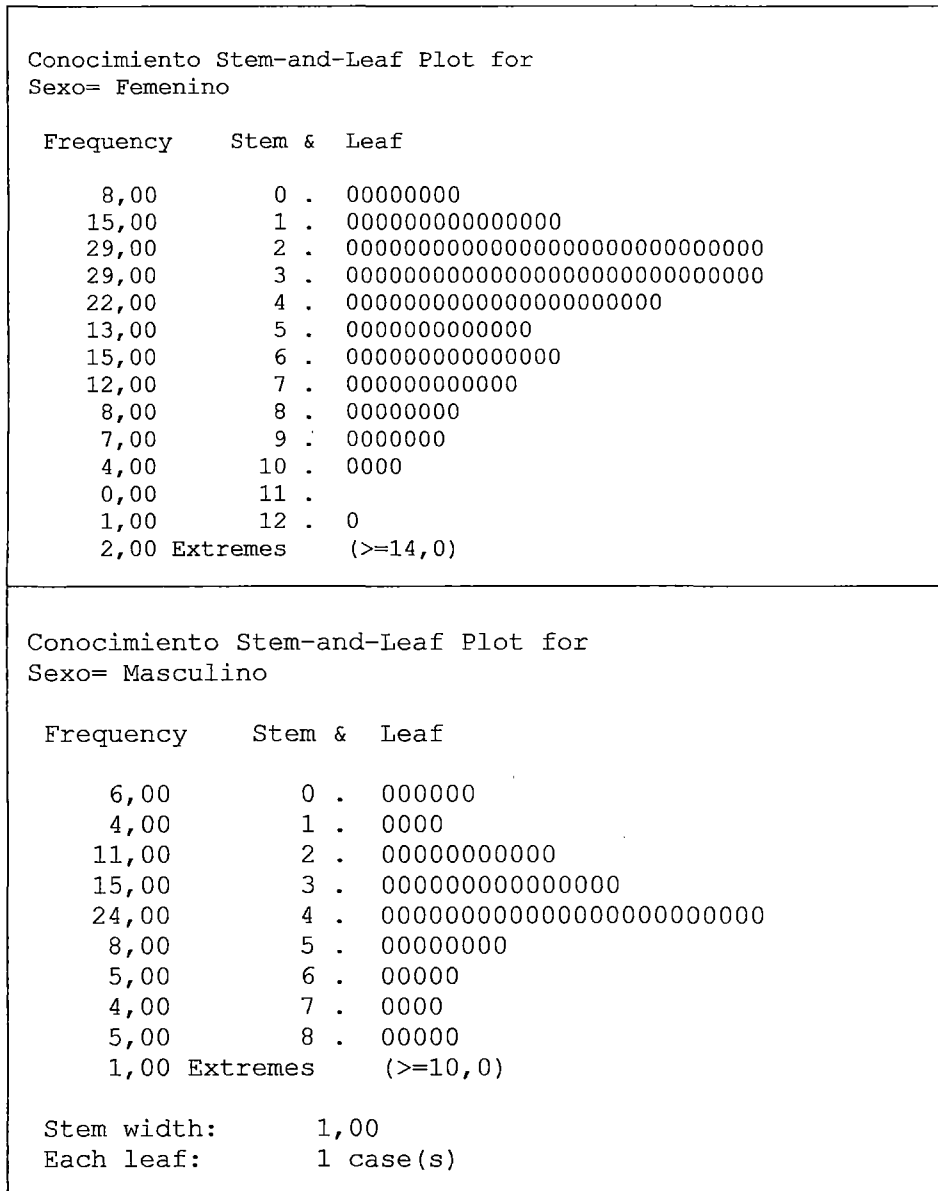 Conocimiento Stem-and-Leaf Plot for
Sexo= Femenino
Frequency Stem & Leaf
8,00 0 . 00000000
15,00 1 . 000000000000000
29,00 2 . 00000000000000000000000000000
29,00 3 . 00000000000000000000000000000
22,00 4 . 0000000000000000000000
13,00 5 . 0000000000000
15,00 6 . 000000000000000
12,00 7 . 000000000000
8,00 8 . 00000000
7,00 9 . 0000000
4,00 10 . 0000
0,00 11 .
1,00 12 . 0
2,00 Extremes (>=14,0)
Conocimiento Stem-and-Leaf Plot for
Sexo= Masculino
Frequency Stem & Leaf
6,00 0 . 000000
4,00 1 . 0000
11,00 2 . 00000000000
15,00 3 . 000000000000000
24,00 4 . 000000000000000000000000
8,00 5 . 00000000
5,00 6 . 00000
4,00 7 . 0000
5,00 8 . 00000
1,00 Extremes (>=10,0)
Stem width: 1,00
Each leaf: 1 case(s)